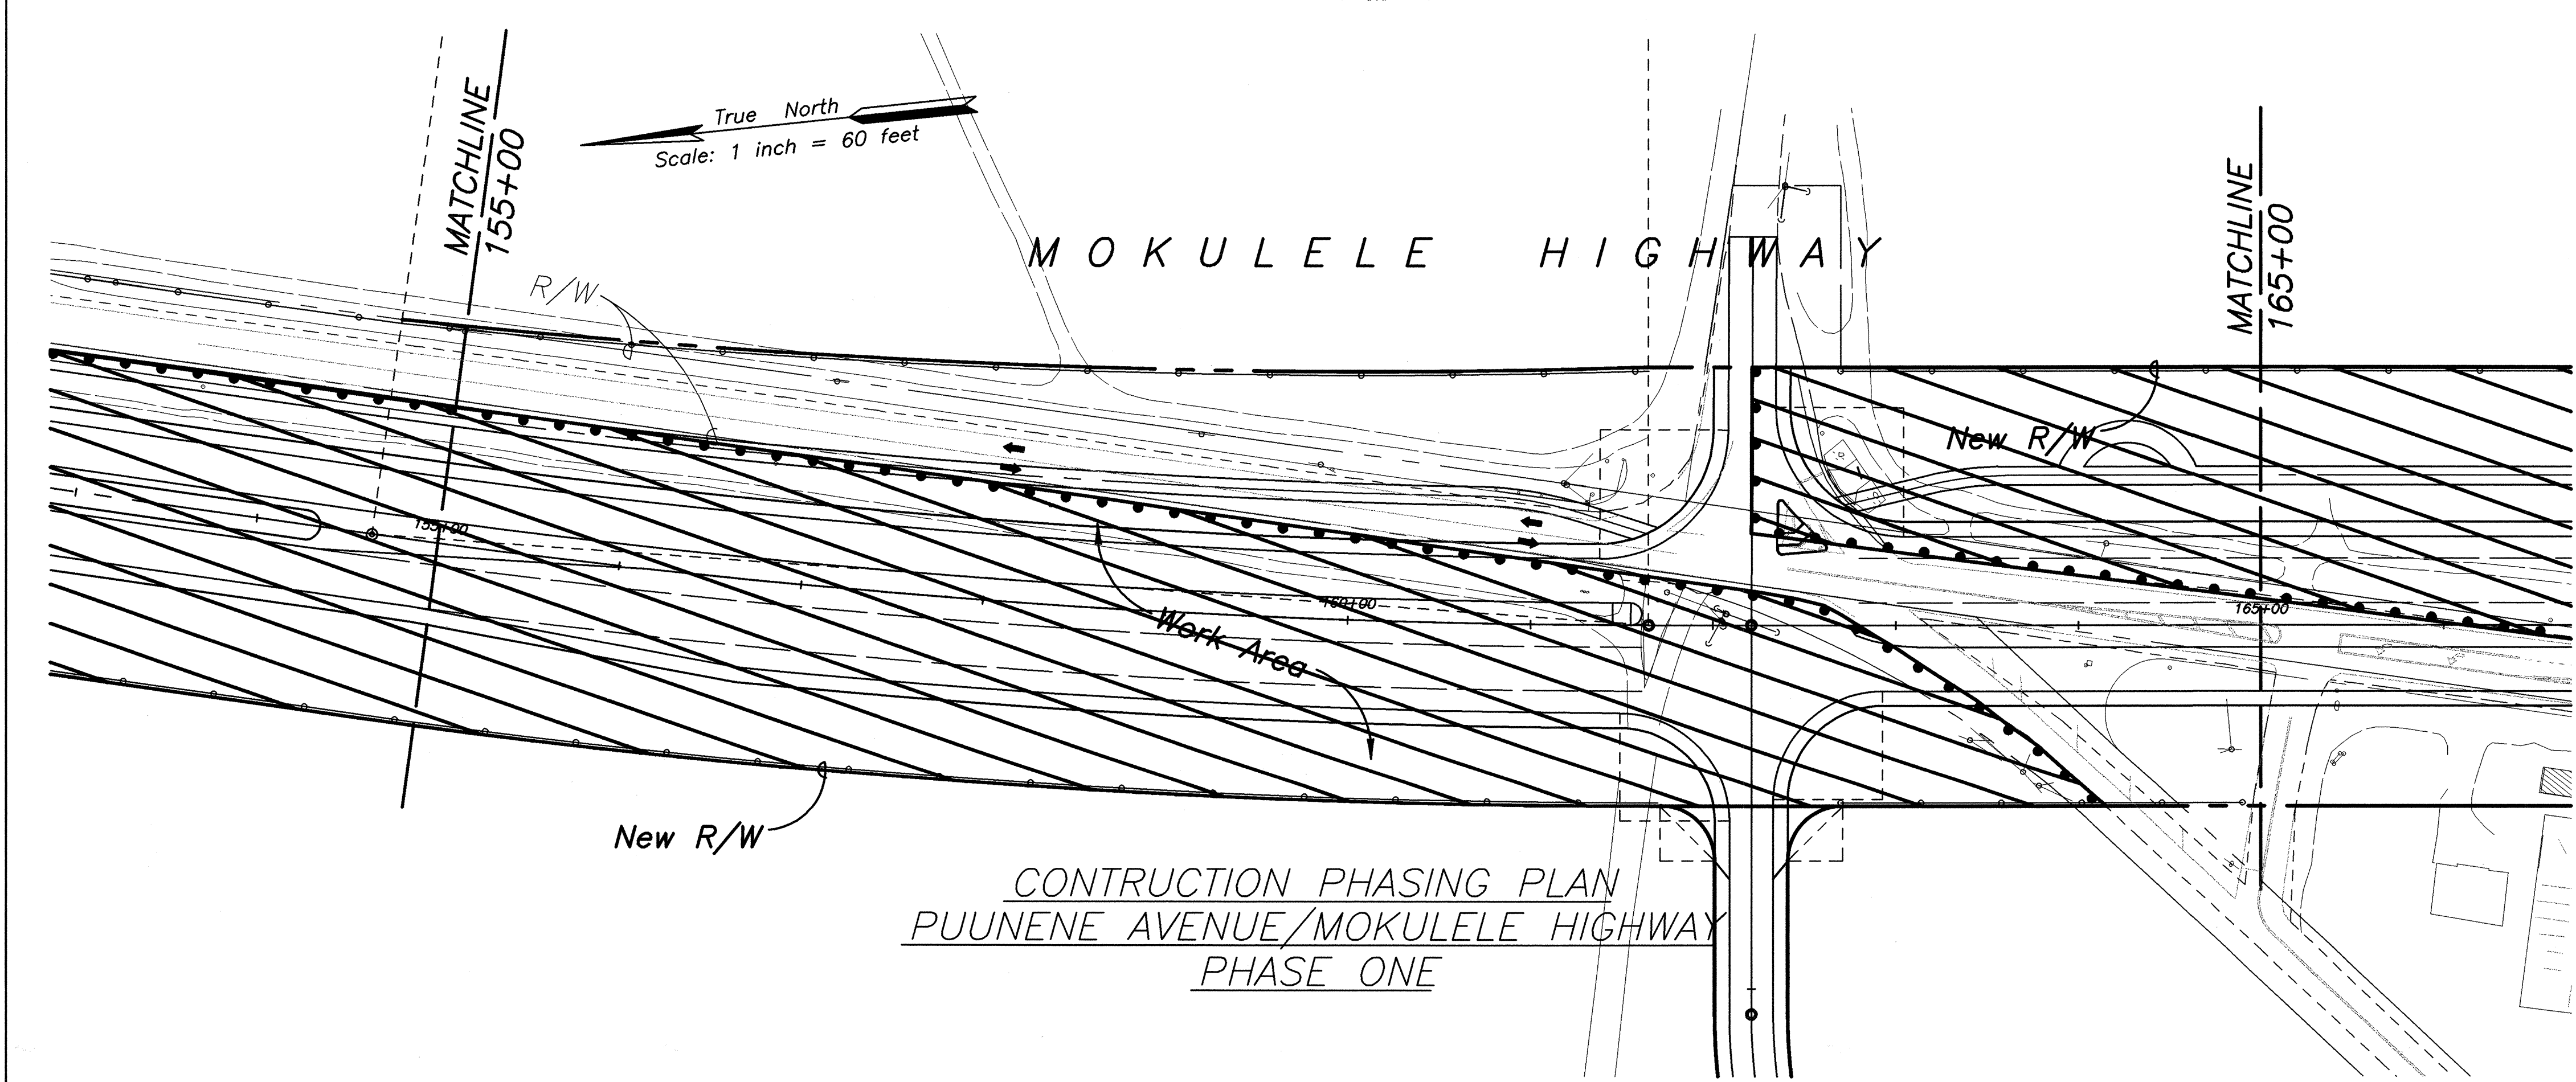 MATCHLINE
155+00
True North
Scale: 1 inch = 60 feet
MOKULELE HIGHWAY
MATCHLINE
165+00
R/W
New R/W
155+00
160+00
165+00
Work Area
New R/W
CONTRUCTION PHASING PLAN
PUUNENE AVENUE/MOKULELE HIGHWAY
PHASE ONE